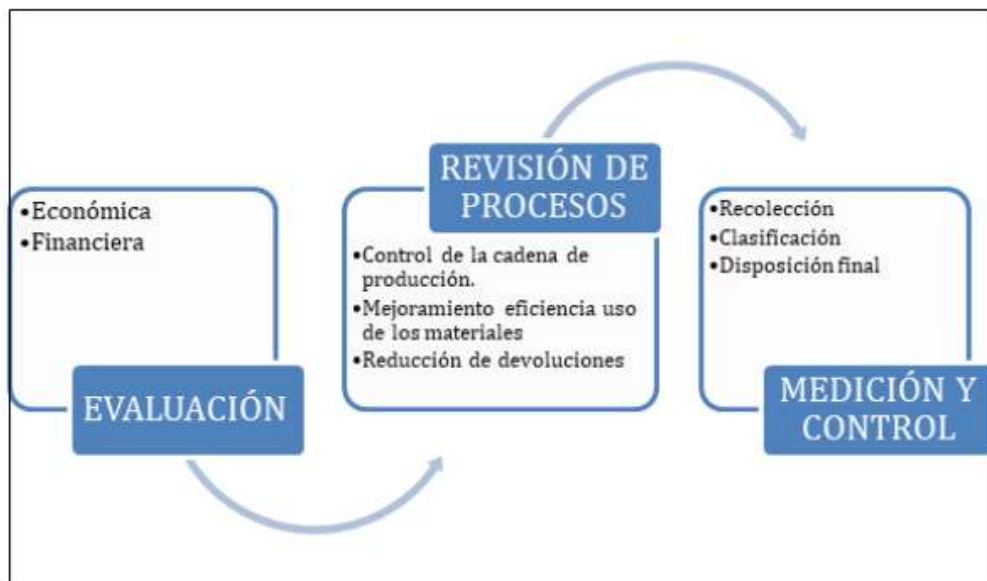 •Económica
•Financiera
EVALUACIÓN
REVISIÓN DE
PROCESOS
•Control de la cadena de
producción.
•Mejoramiento eficiencia uso
de los materiales
•Reducción de devoluciones
•Recolección
•Clasificación
•Disposición final
MEDICIÓN Y
CONTROL